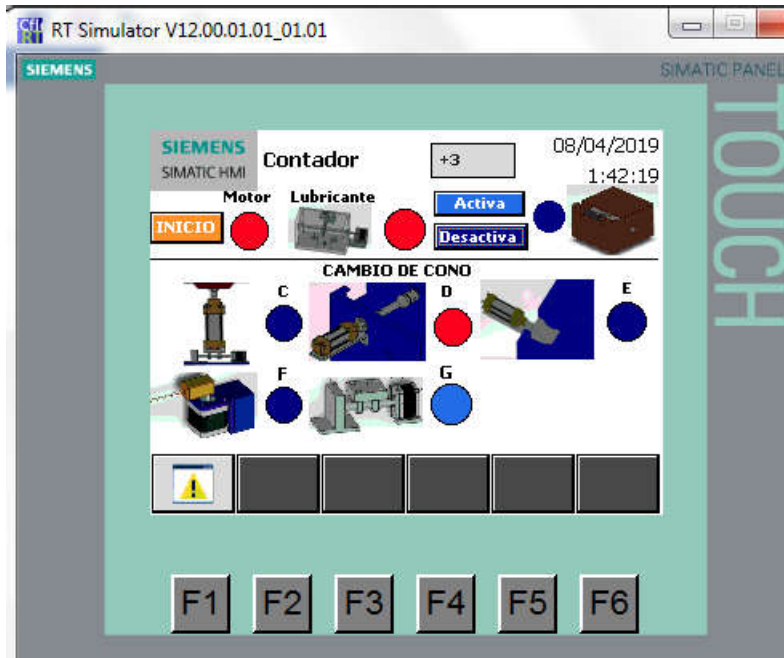 RT Simulator V12.00.01.01_01.01
SIEMENS
SIMATIC PANEL
TOUCH
SIEMENS
SIMATIC HMI
Contador
+3
08/04/2019
1:42:19
Motor
Lubricante
Activa
INICIO
Desactiva
CAMBIO DE CONO
C
D
E
F
G
F1
F2
F3
F4
F5
F6